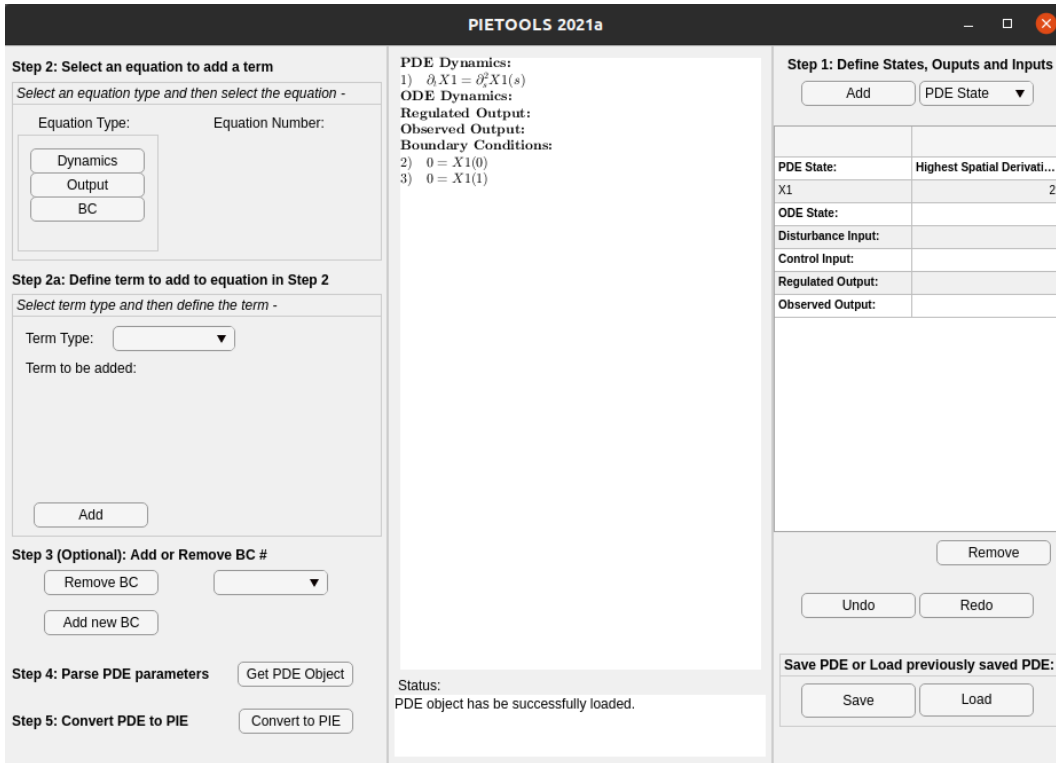 PIETOOLS 2021a
Step 2: Select an equation to add a term
Select an equation type and then select the equation -
Equation Type:
Equation Number:
Dynamics
Output
BC
Step 2a: Define term to add to equation in Step 2
Select term type and then define the term -
Term Type:
Term to be added:
Add
Step 3 (Optional): Add or Remove BC #
Remove BC
Add new BC
Step 4: Parse PDE parameters
Get PDE Object
Step 5: Convert PDE to PIE
Convert to PIE
PDE Dynamics:
1) ∂ₜX1 = ∂ₛ²X1(s)
ODE Dynamics:
Regulated Output:
Observed Output:
Boundary Conditions:
2) 0 = X1(0)
3) 0 = X1(1)
Status:
PDE object has be successfully loaded.
Step 1: Define States, Ouputs and Inputs
Add
PDE State
PDE State: Highest Spatial Derivati...
X1 2
ODE State:
Disturbance Input:
Control Input:
Regulated Output:
Observed Output:
Remove
Undo
Redo
Save PDE or Load previously saved PDE:
Save
Load